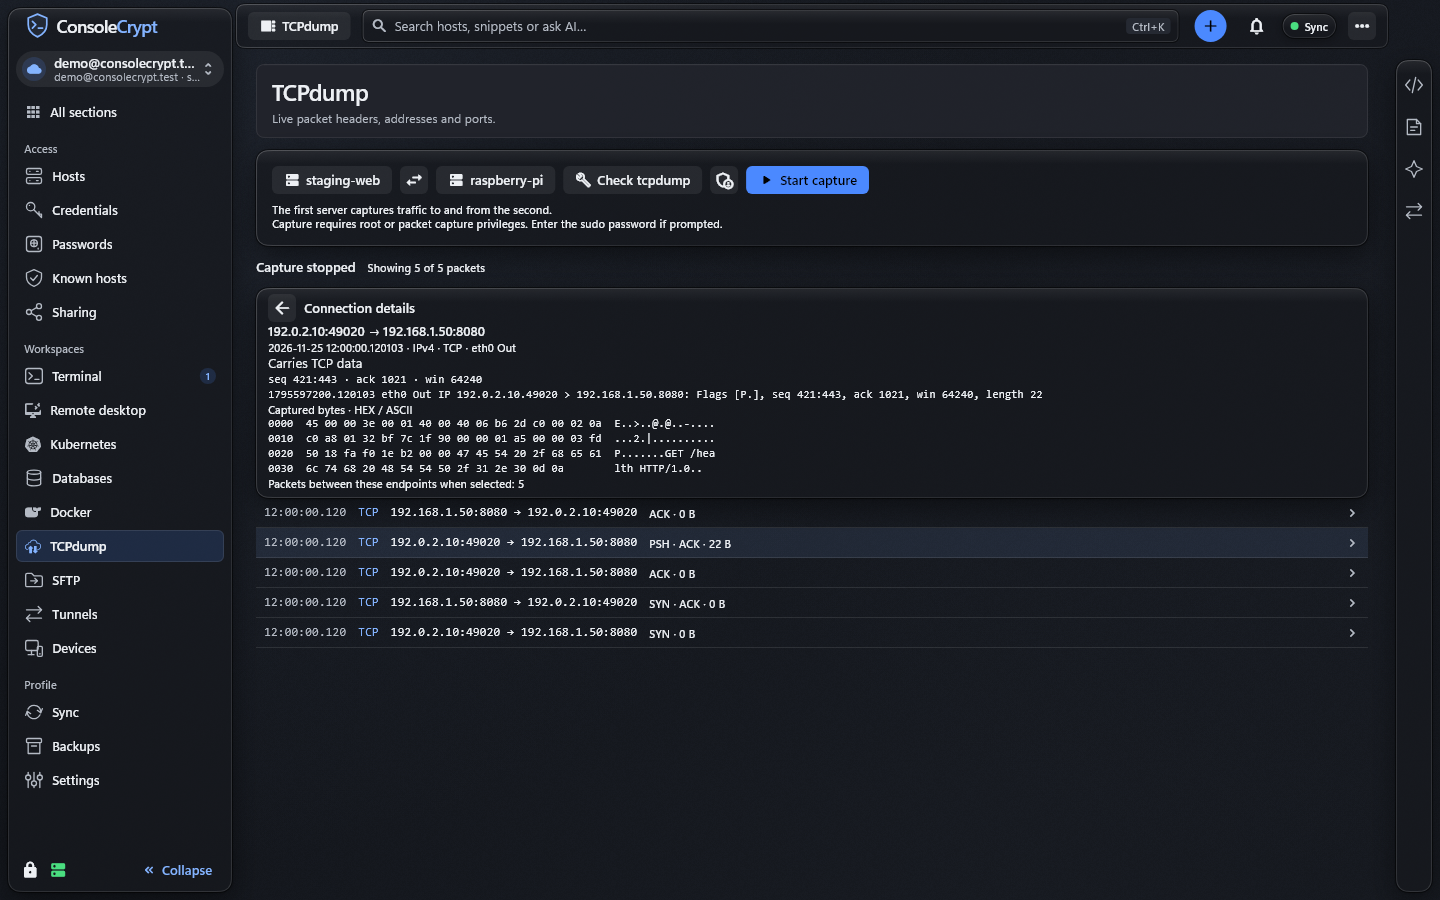 ConsoleCrypt
demo@consolecrypt.t...
demo@consolecrypt.test · s...
All sections
Access
Hosts
Credentials
Passwords
Known hosts
Sharing
Workspaces
Terminal 1
Remote desktop
Kubernetes
Databases
Docker
TCPdump
SFTP
Tunnels
Devices
Profile
Sync
Backups
Settings
Collapse
TCPdump
Search hosts, snippets or ask AI...
Ctrl+K
Sync
TCPdump
Live packet headers, addresses and ports.
staging-web
raspberry-pi
Check tcpdump
Start capture
The first server captures traffic to and from the second.
Capture requires root or packet capture privileges. Enter the sudo password if prompted.
Capture stopped Showing 5 of 5 packets
Connection details
192.0.2.10:49020 → 192.168.1.50:8080
2026-11-25 12:00:00.120103 · IPv4 · TCP · eth0 Out
Carries TCP data
seq 421:443 · ack 1021 · win 64240
1795597200.120103 eth0 Out IP 192.0.2.10.49020 > 192.168.1.50.8080: Flags [P.], seq 421:443, ack 1021, win 64240, length 22
Captured bytes · HEX / ASCII
0000 45 00 00 3e 00 01 40 00 40 06 b6 2d c0 00 02 0a E..>..@.@..-....
0010 c0 a8 01 32 bf 7c 1f 90 00 00 01 a5 00 00 03 fd ...2.|..........
0020 50 18 fa f0 1e b2 00 00 47 45 54 20 2f 68 65 61 P.......GET /hea
0030 6c 74 68 20 48 54 54 50 2f 31 2e 30 0d 0a lth HTTP/1.0..
Packets between these endpoints when selected: 5
12:00:00.120 TCP 192.168.1.50:8080 → 192.0.2.10:49020 ACK · 0 B
12:00:00.120 TCP 192.0.2.10:49020 → 192.168.1.50:8080 PSH · ACK · 22 B
12:00:00.120 TCP 192.0.2.10:49020 → 192.168.1.50:8080 ACK · 0 B
12:00:00.120 TCP 192.168.1.50:8080 → 192.0.2.10:49020 SYN · ACK · 0 B
12:00:00.120 TCP 192.0.2.10:49020 → 192.168.1.50:8080 SYN · 0 B